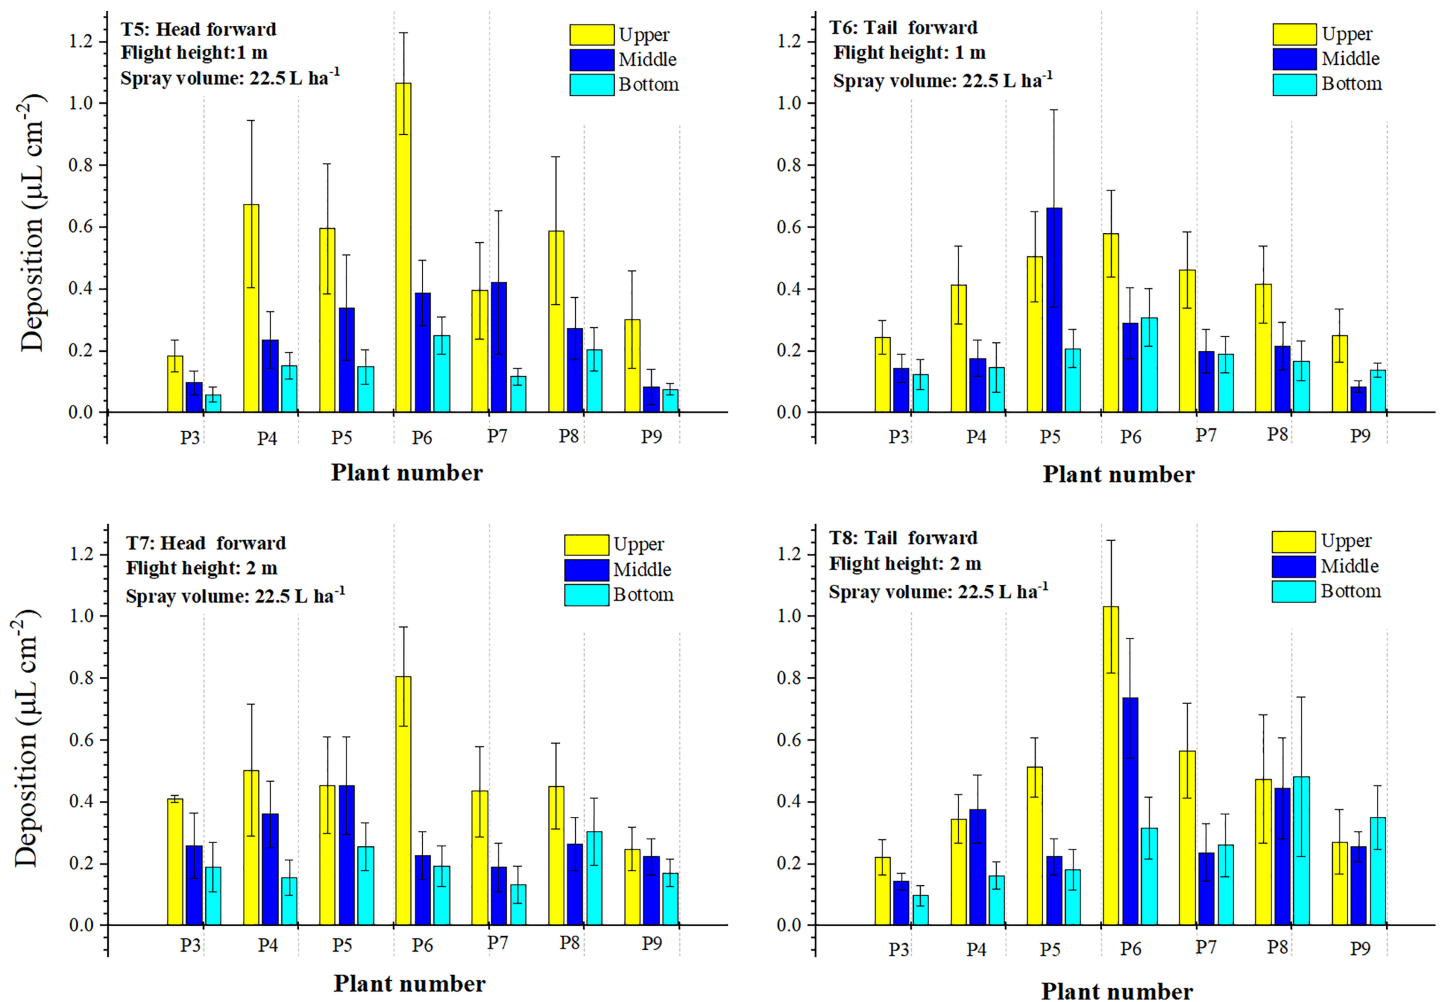 T5: Head forward
Flight height:1 m
Spray volume: 22.5 L ha⁻¹
Upper
Middle
Bottom
Deposition (μL cm⁻²)
1.2
1.0
0.8
0.6
0.4
0.2
0.0
P3 P4 P5 P6 P7 P8 P9
Plant number
T6: Tail forward
Flight height: 1 m
Spray volume: 22.5 L ha⁻¹
Upper
Middle
Bottom
1.2
1.0
0.8
0.6
0.4
0.2
0.0
P3 P4 P5 P6 P7 P8 P9
Plant number
T7: Head forward
Flight height: 2 m
Spray volume: 22.5 L ha⁻¹
Upper
Middle
Bottom
Deposition (μL cm⁻²)
1.2
1.0
0.8
0.6
0.4
0.2
0.0
P3 P4 P5 P6 P7 P8 P9
Plant number
T8: Tail forward
Flight height: 2 m
Spray volume: 22.5 L ha⁻¹
Upper
Middle
Bottom
1.2
1.0
0.8
0.6
0.4
0.2
0.0
P3 P4 P5 P6 P7 P8 P9
Plant number